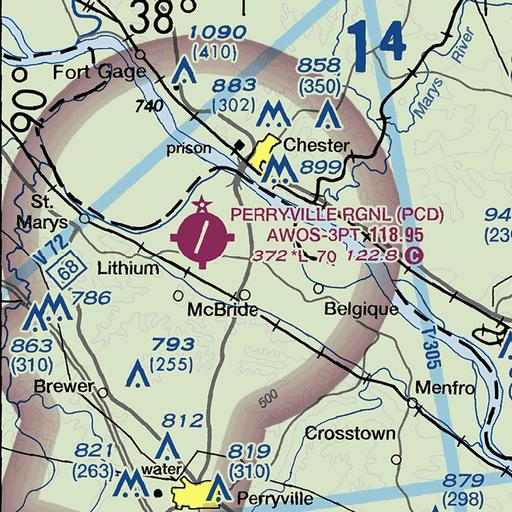 38°
1090
(410)
14
Fort Gage
858
(350)
883
(302)
740
Marys River
90°
prison
Chester
899
St.
Marys
PERRYVILLE RGNL (PCD)
AWOS-3PT 118.95
372 *L 70 122.8 C
V 72
68
Lithium
McBride
Belgique
786
863
(310)
T 305
793
(255)
Brewer
Menfro
500
812
Crosstown
821
(263)
water
819
(310)
879
(298)
Perryville